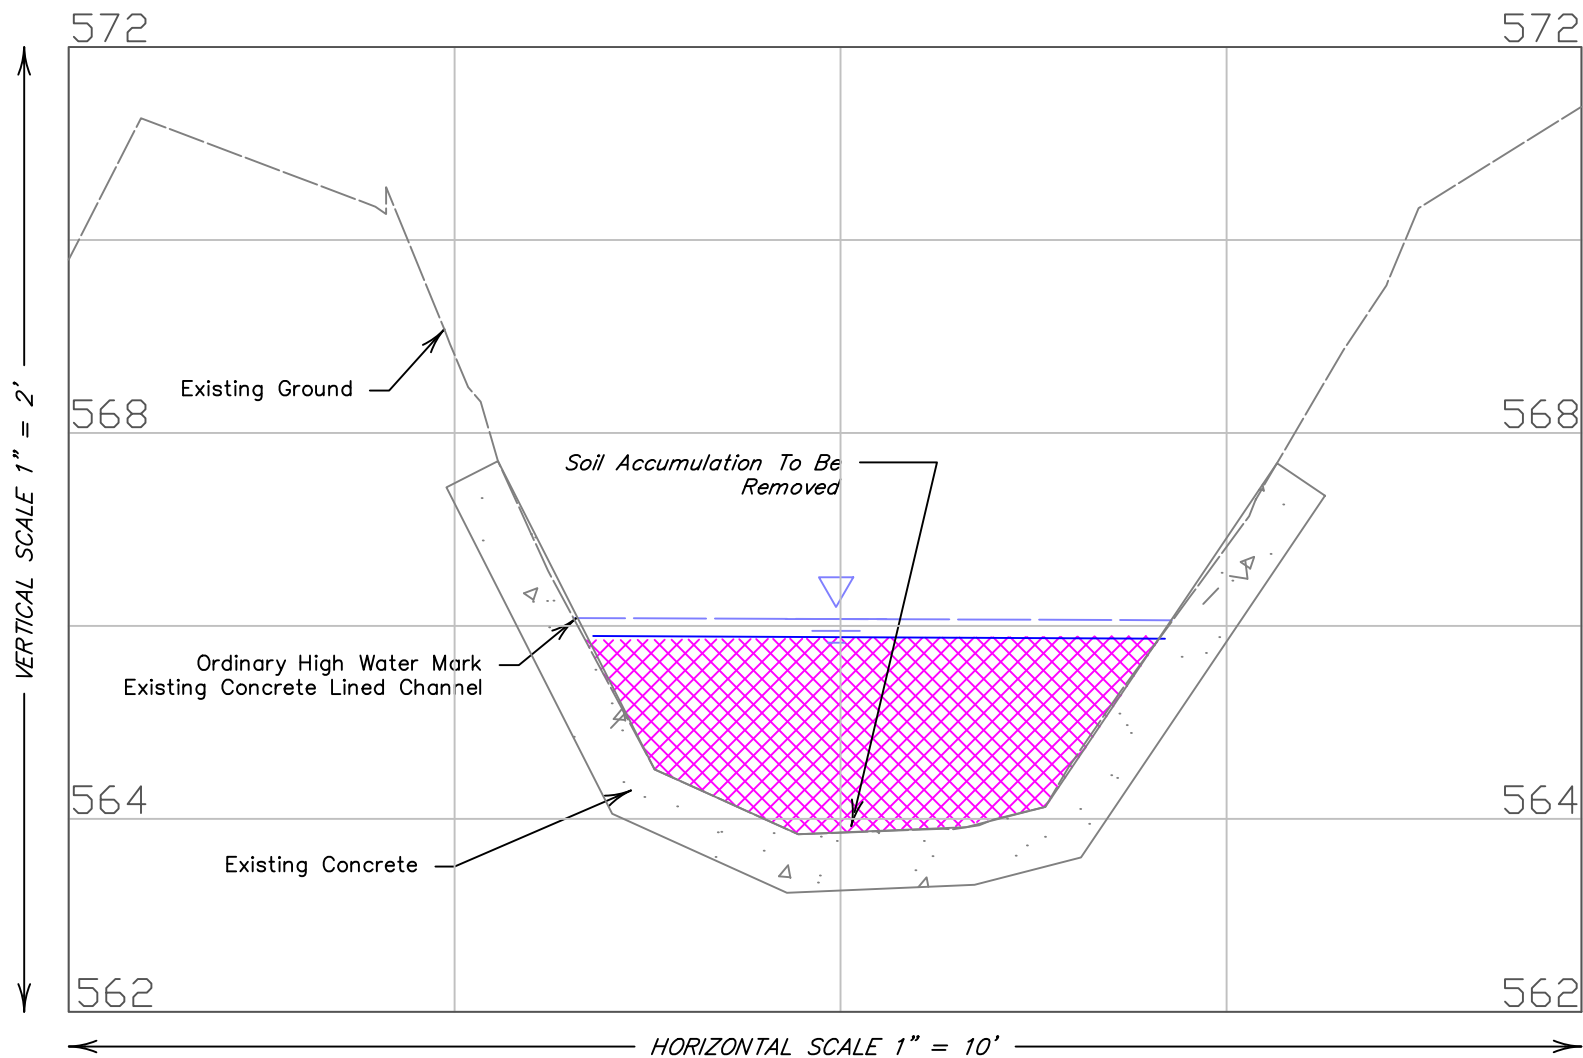 572
572
Existing Ground
568
568
Soil Accumulation To Be
Removed
Ordinary High Water Mark
Existing Concrete Lined Channel
564
564
Existing Concrete
562
562
VERTICAL SCALE 1" = 2'
HORIZONTAL SCALE 1" = 10'